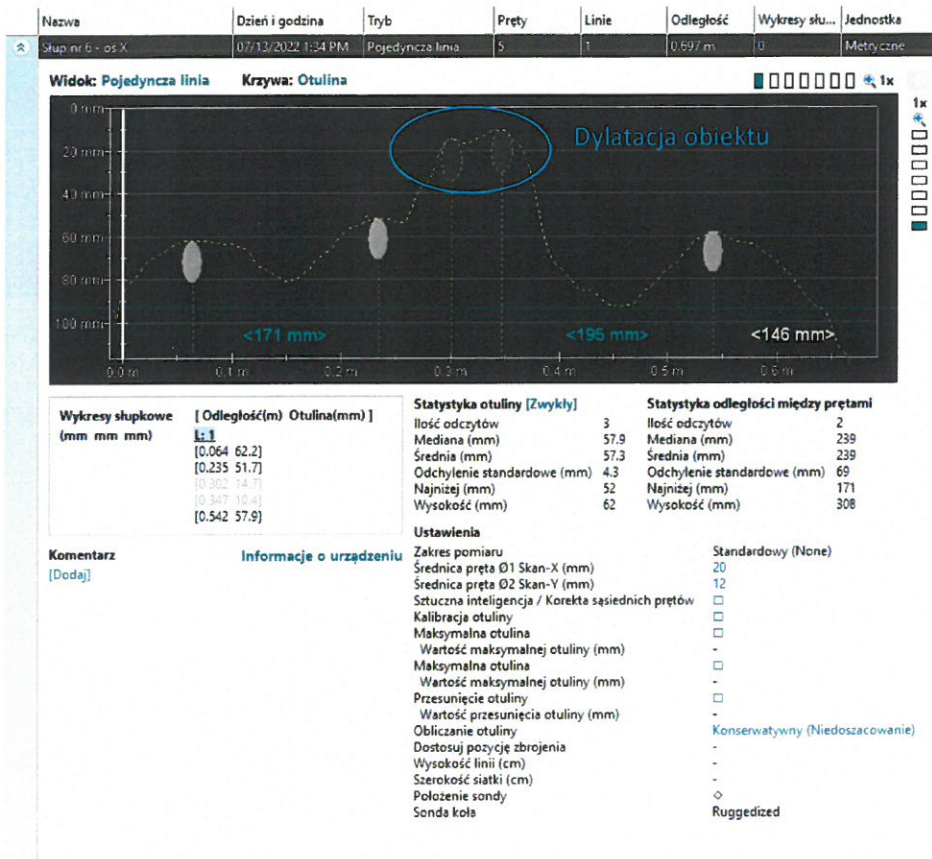 Nazwa Dzień i godzina Tryb Pręty Linie Odległość Wykresy słu... Jednostka
Słup nr 6 - oś X 07/13/2022 1:34 PM Pojedyncza linia 5 1 0.697 m 0 Metryczne
Widok: Pojedyncza linia Krzywa: Otulina 1x
1x
0 mm
Dylatacja obiektu
20 mm
40 mm
60 mm
80 mm
100 mm
<171 mm> <195 mm> <146 mm>
0.0 m 0.1 m 0.2 m 0.3 m 0.4 m 0.5 m 0.6 m
Wykresy słupkowe [ Odległość(m) Otulina(mm) ]
(mm mm mm) L: 1
[0.064 62.2]
[0.235 51.7]
[0.302 14.7]
[0.347 10.4]
[0.542 57.9]
Komentarz Informacje o urządzeniu
[Dodaj]
Statystyka otuliny [Zwykły]
Ilość odczytów 3
Mediana (mm) 57.9
Średnia (mm) 57.3
Odchylenie standardowe (mm) 4.3
Najniżej (mm) 52
Wysokość (mm) 62
Statystyka odległości między prętami
Ilość odczytów 2
Mediana (mm) 239
Średnia (mm) 239
Odchylenie standardowe (mm) 69
Najniżej (mm) 171
Wysokość (mm) 308
Ustawienia
Zakres pomiaru Standardowy (None)
Średnica pręta Ø1 Skan-X (mm) 20
Średnica pręta Ø2 Skan-Y (mm) 12
Sztuczna inteligencja / Korekta sąsiednich prętów
Kalibracja otuliny
Maksymalna otulina
Wartość maksymalnej otuliny (mm) -
Maksymalna otulina
Wartość maksymalnej otuliny (mm) -
Przesunięcie otuliny
Wartość przesunięcia otuliny (mm) -
Obliczanie otuliny Konserwatywny (Niedoszacowanie)
Dostosuj pozycję zbrojenia -
Wysokość linii (cm) -
Szerokość siatki (cm) -
Położenie sondy
Sonda koła Ruggedized